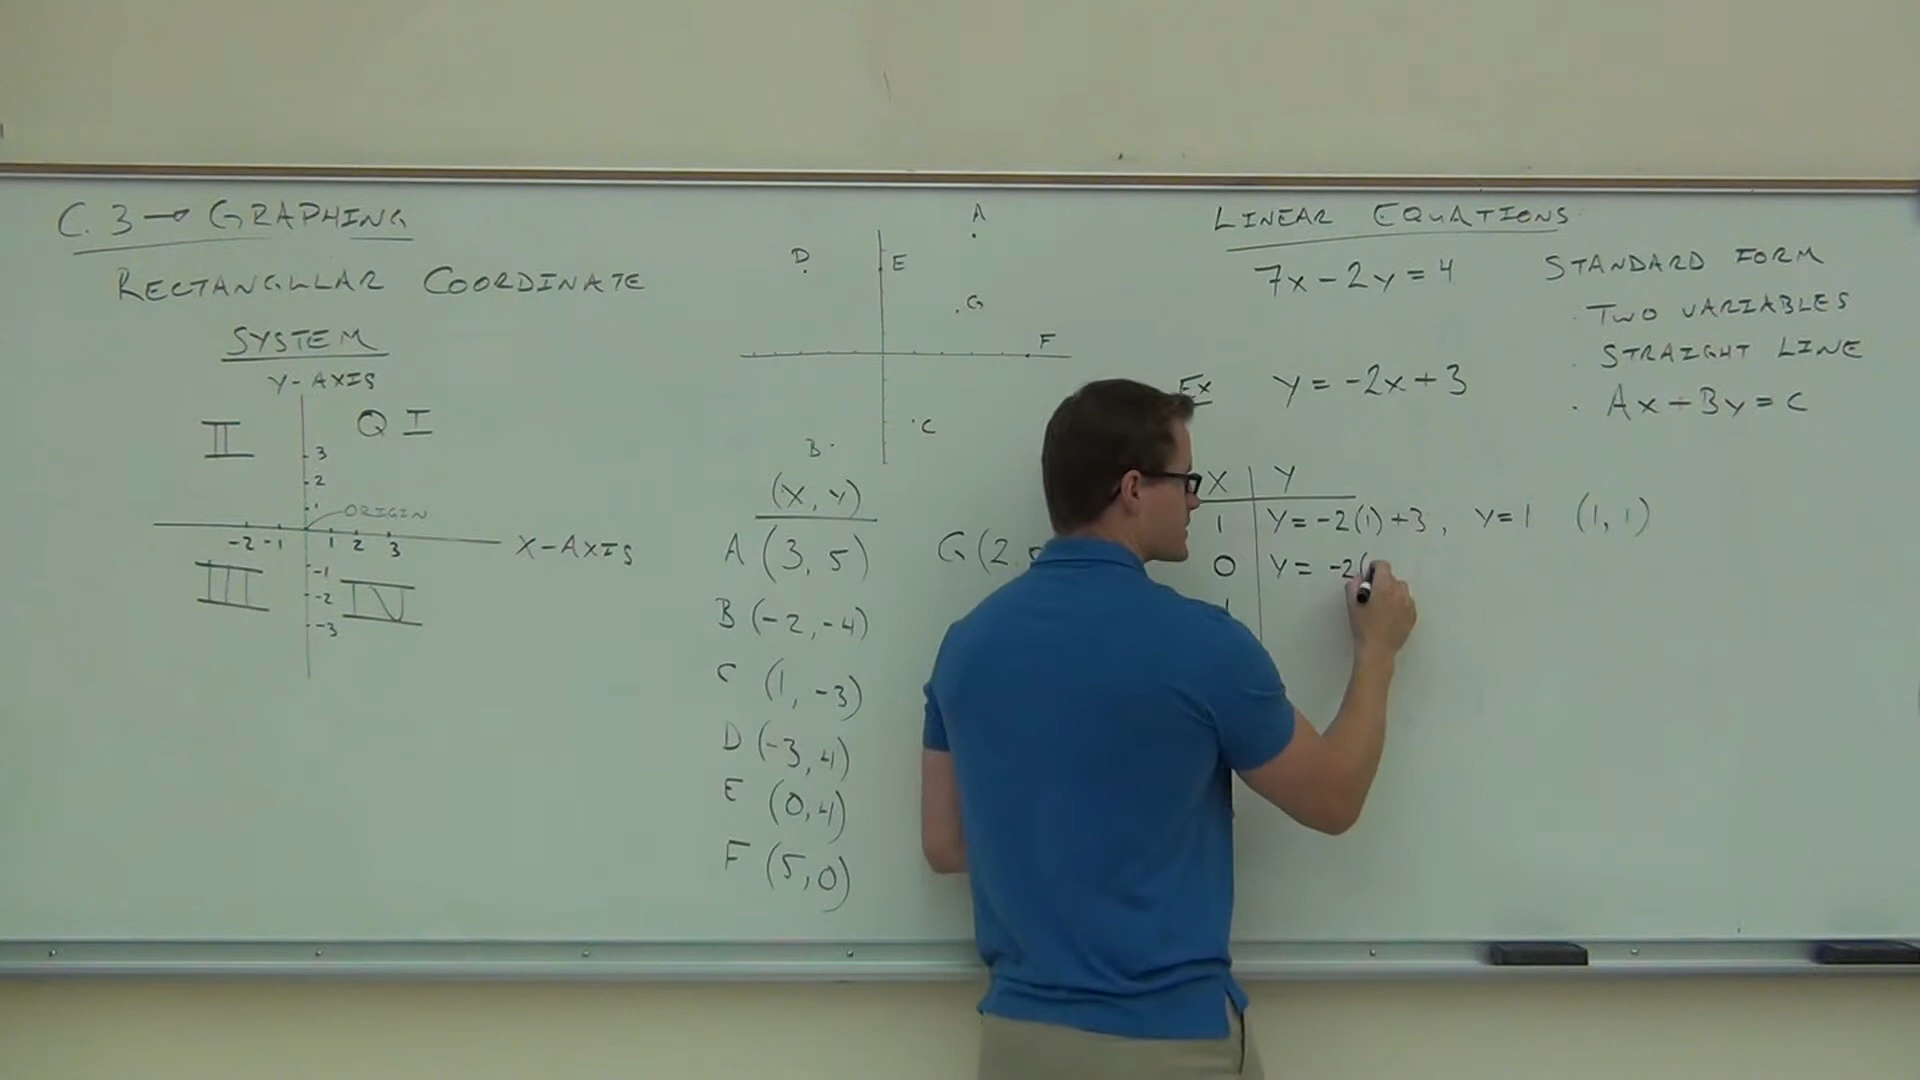 C.3 → GRAPHING
RECTANGULAR COORDINATE
SYSTEM
Y-AXIS
II
Q I
3
2
1
ORIGIN
-2 -1 1 2 3
X-AXIS
-1
-2
-3
III
IV
A
D
E
G
F
C
B
(X, Y)
A (3, 5)
B (-2, -4)
C (1, -3)
D (-3, 4)
E (0, 4)
F (5, 0)
G (2,
LINEAR EQUATIONS
7x - 2y = 4
STANDARD FORM
· TWO VARIABLES
· STRAIGHT LINE
· Ax + By = C
Ex y = -2x + 3
X Y
1 y = -2(1) + 3, y = 1 (1, 1)
0 y = -2(